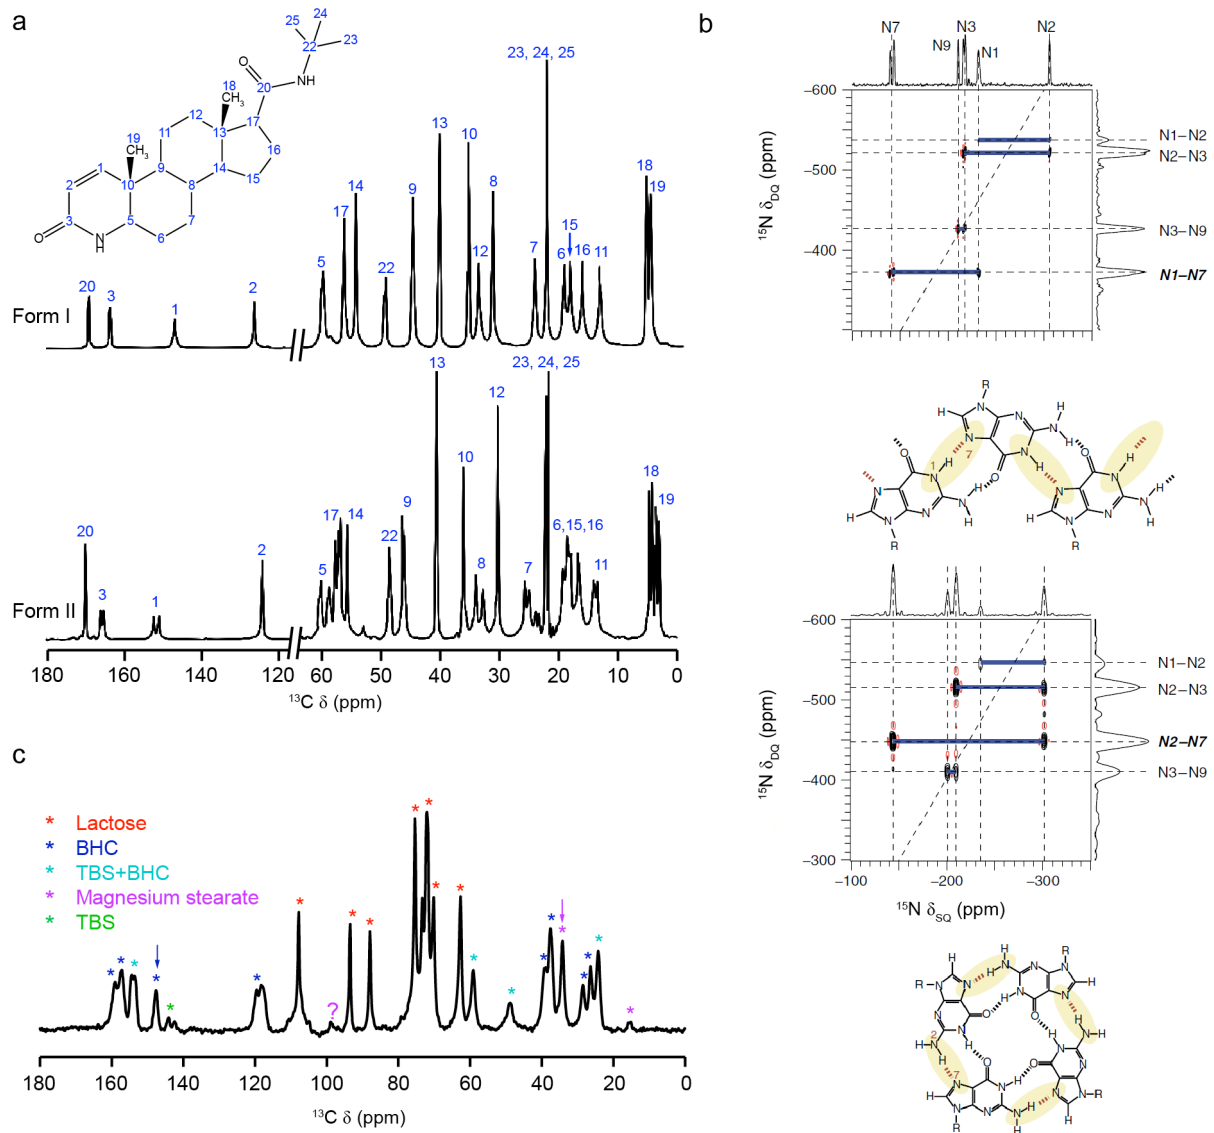 a
24
25
22
23
NH
O
20
18
CH3
12
17
19
11
13
16
CH3
1
9
14
15
2
10
8
3
5
7
O
N
H
6
23, 24, 25
13
10
18
19
14
9
8
17
15
12
7
6
16
11
5
22
20
3
1
2
Form I
13
23, 24, 25
12
10
18
19
9
17
14
6,15,16
20
2
22
8
7
11
5
3
1
Form II
180
160
140
120
60
50
40
30
20
10
0
13C δ (ppm)
b
N7
N3
N2
N9
N1
−600
−500
−400
15N δDQ (ppm)
N1−N2
N2−N3
N3−N9
N1−N7
R
N
N
H
H
N
N
N
H
O
7
O
N
H
1
H
O
N
H
N
N
H
N
H
N
H
N
H
N
R
N
N
H
N
N
R
H
−600
−500
−400
−300
15N δDQ (ppm)
N1−N2
N2−N3
N2−N7
N3−N9
−100
−200
−300
15N δSQ (ppm)
H
H
R
N
H
N
N
N
H
R
N
N
O
N
H
O
N
H
N
H
2
7
N
H
N
R
H
c
* Lactose
* BHC
* TBS+BHC
* Magnesium stearate
* TBS
?
180
160
140
120
100
80
60
40
20
0
13C δ (ppm)